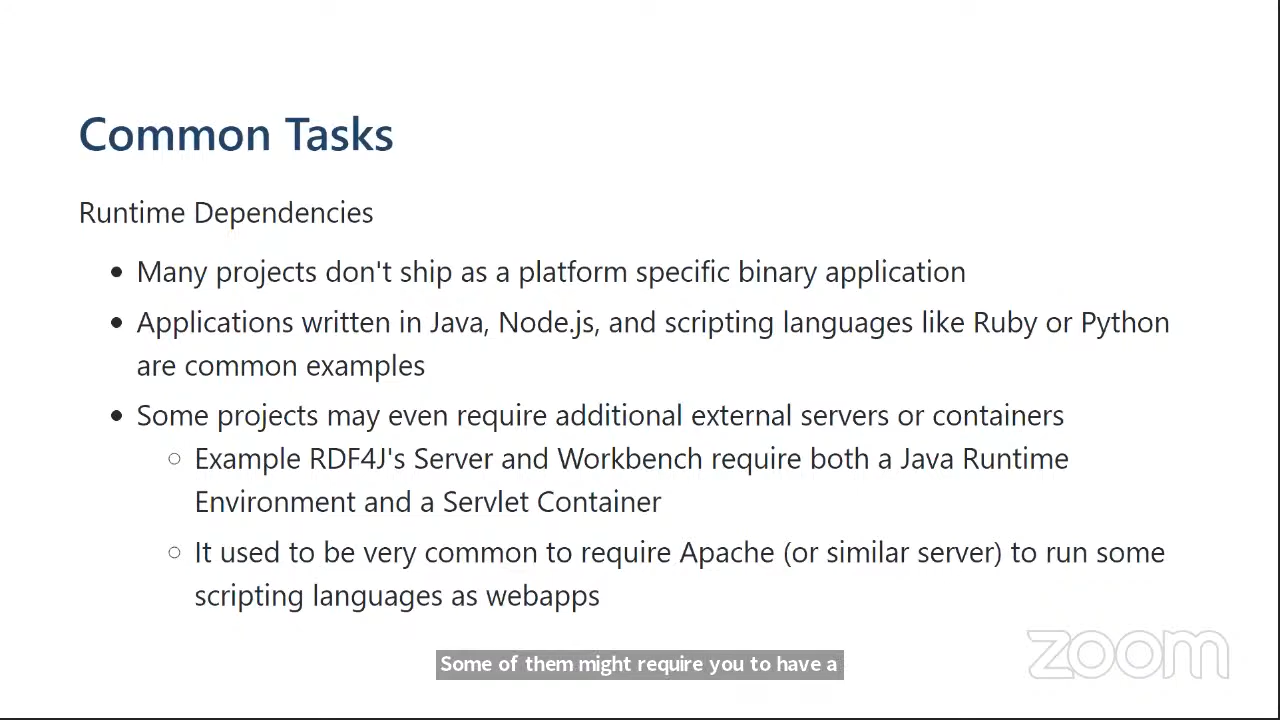 Common Tasks
Runtime Dependencies
• Many projects don't ship as a platform specific binary application
• Applications written in Java, Node.js, and scripting languages like Ruby or Python
are common examples
• Some projects may even require additional external servers or containers
○ Example RDF4J's Server and Workbench require both a Java Runtime
Environment and a Servlet Container
○ It used to be very common to require Apache (or similar server) to run some
scripting languages as webapps
Some of them might require you to have a
zoom